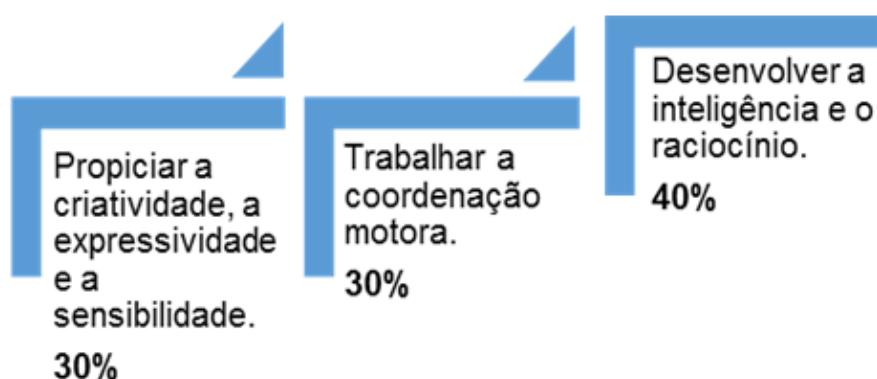 Propiciar a
criatividade, a
expressividade
e a
sensibilidade.
30%
Trabalhar a
coordenação
motora.
30%
Desenvolver a
inteligência e o
raciocínio.
40%